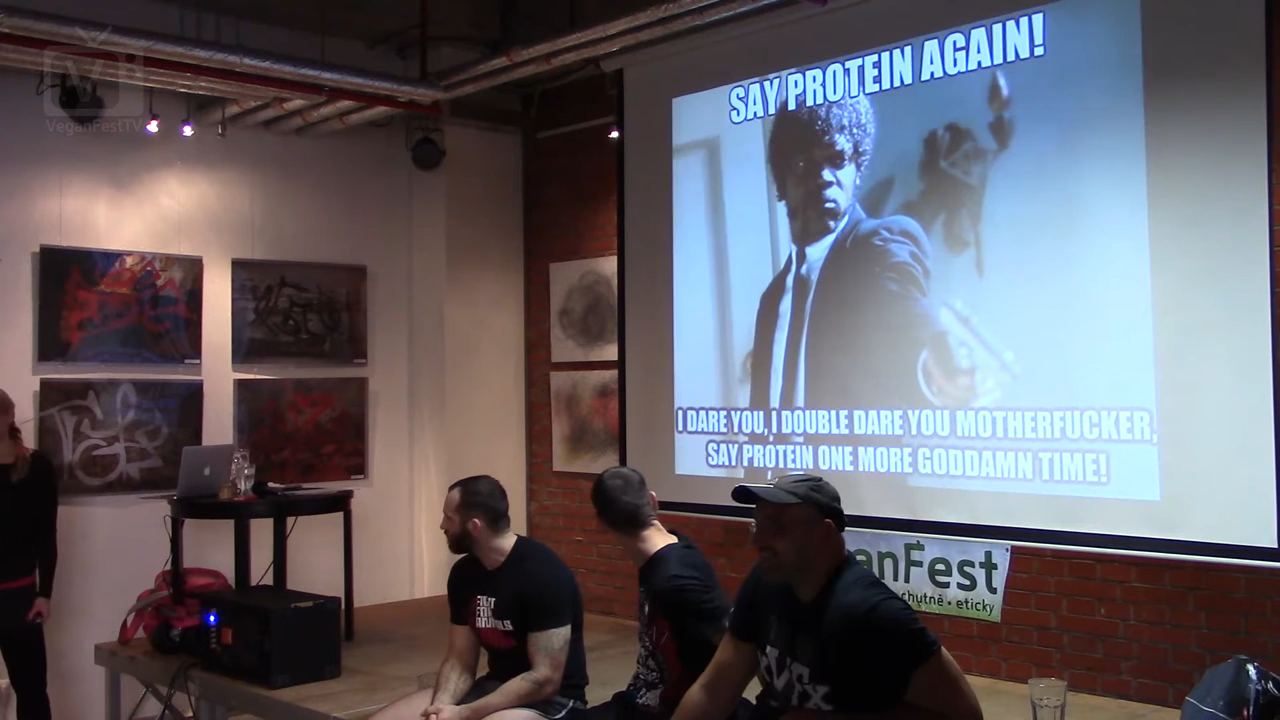 VeganFestTV
SAY PROTEIN AGAIN!
I DARE YOU, I DOUBLE DARE YOU MOTHERFUCKER,
SAY PROTEIN ONE MORE GODDAMN TIME!
anFest
chutně • eticky